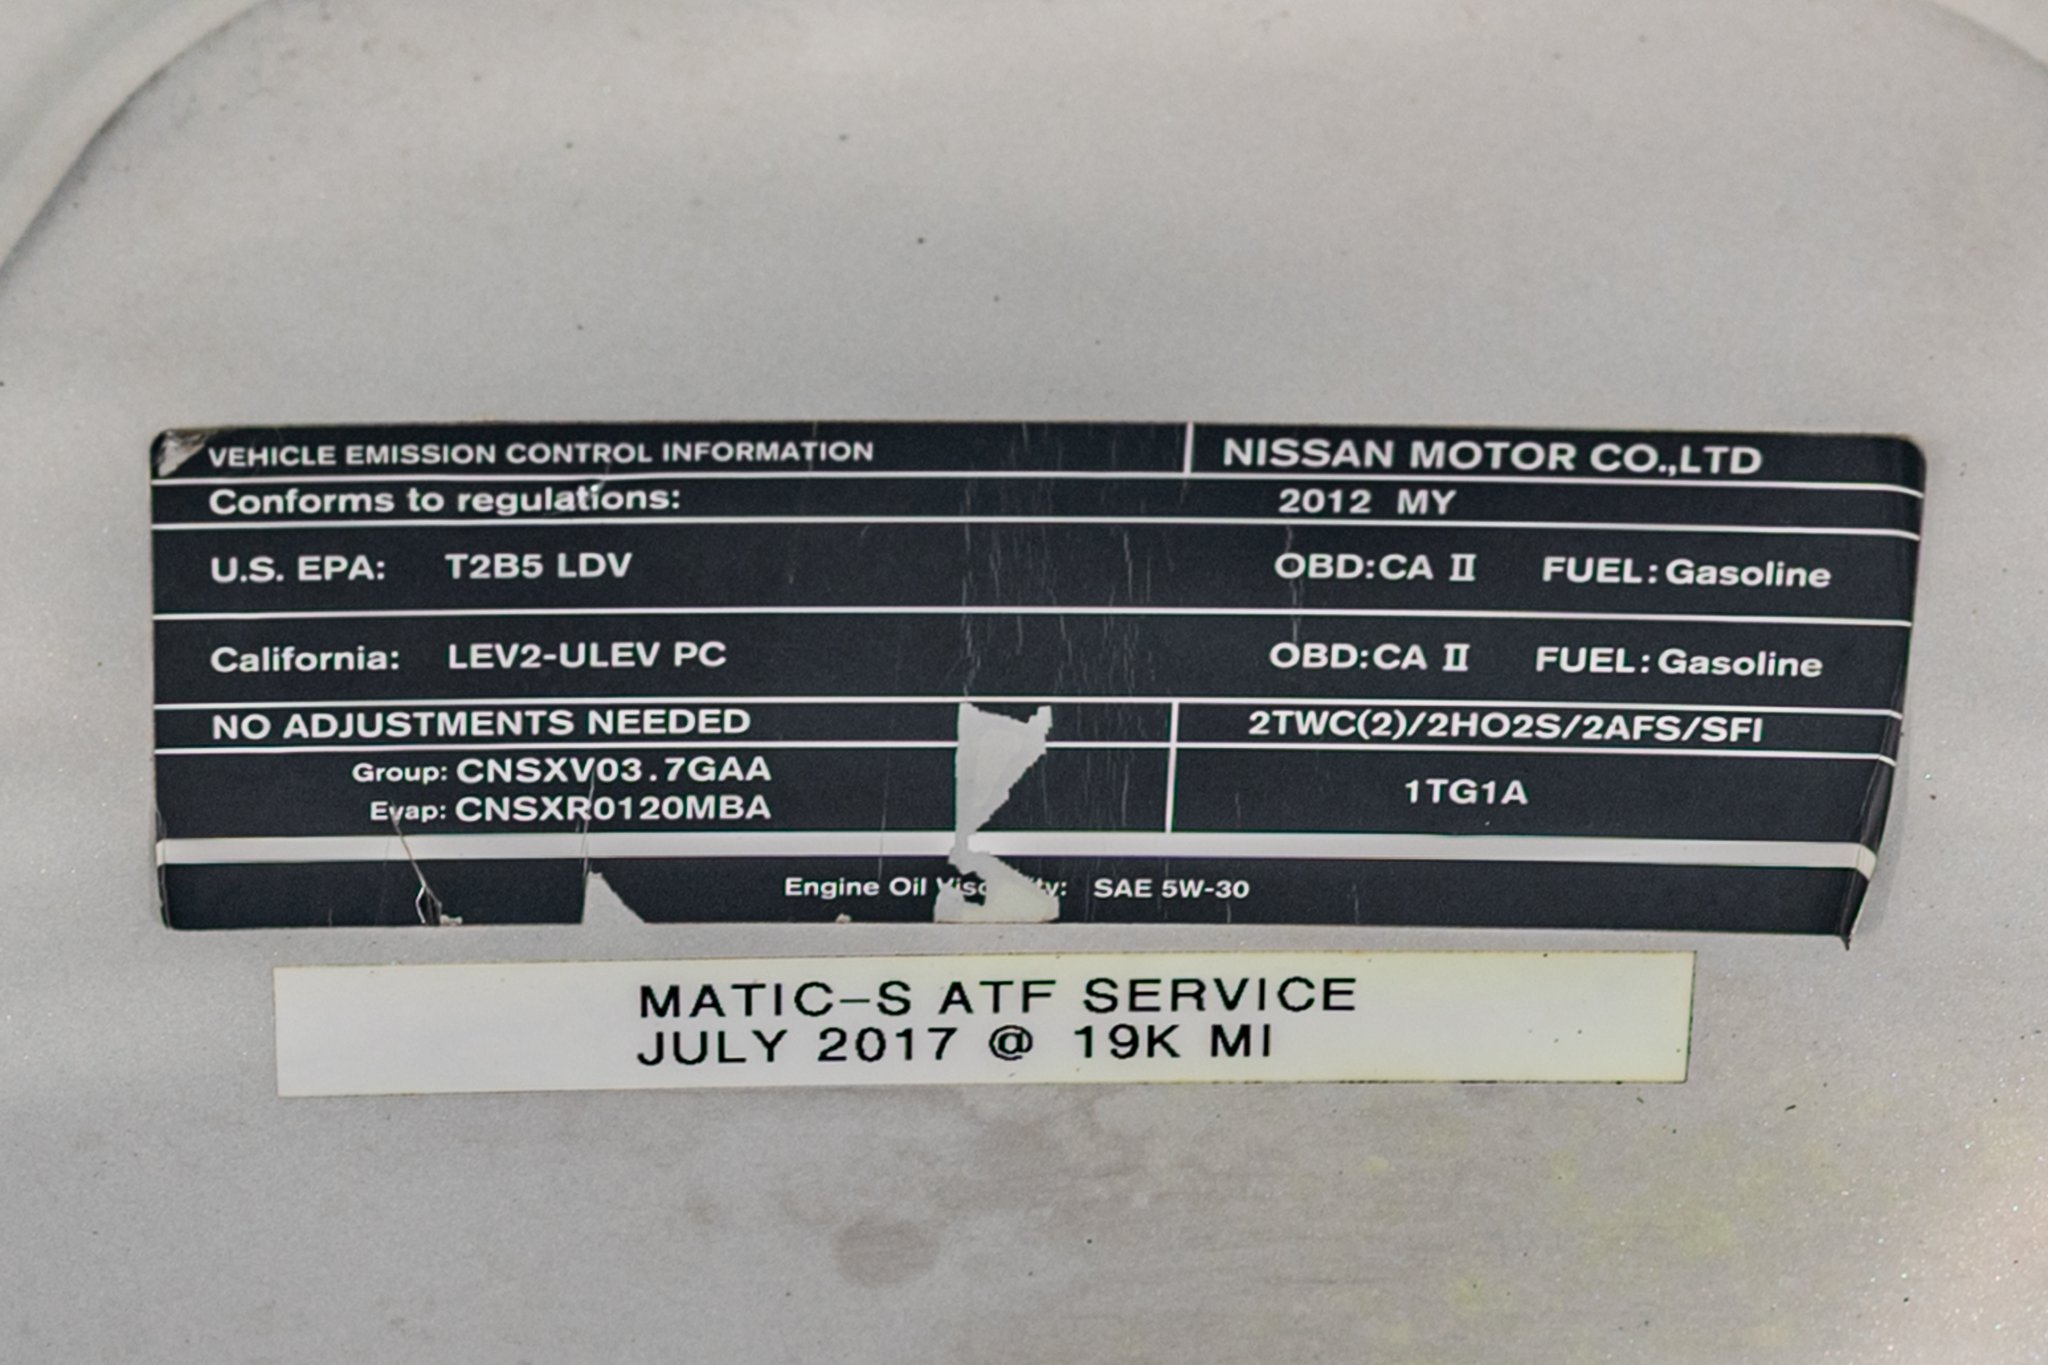 VEHICLE EMISSION CONTROL INFORMATION NISSAN MOTOR CO.,LTD
Conforms to regulations: 2012 MY
U.S. EPA: T2B5 LDV OBD:CA II FUEL:Gasoline
California: LEV2-ULEV PC OBD:CA II FUEL:Gasoline
NO ADJUSTMENTS NEEDED 2TWC(2)/2HO2S/2AFS/SFI
Group: CNSXV03.7GAA
Evap: CNSXR0120MBA
1TG1A
Engine Oil SAE 5W-30
MATIC-S ATF SERVICE
JULY 2017 @ 19K MI